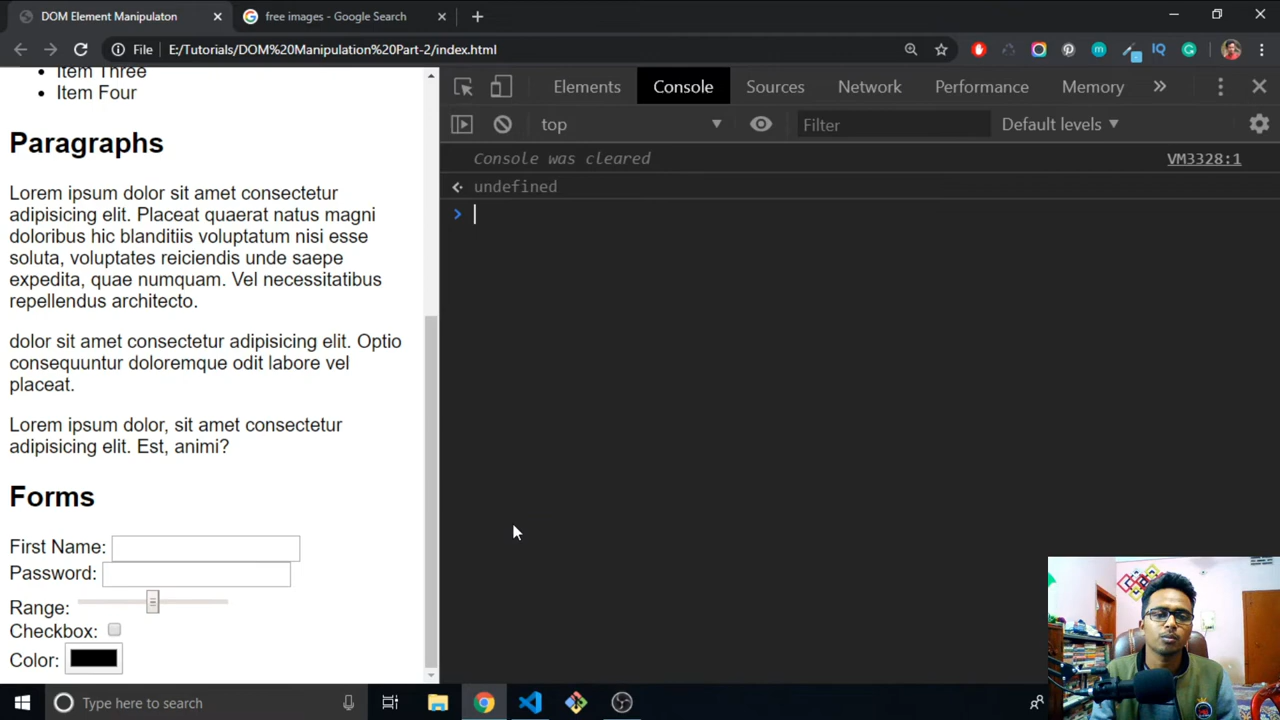 DOM Element Manipulaton
free images - Google Search
File
E:/Tutorials/DOM%20Manipulation%20Part-2/index.html
Item Three
Item Four
Paragraphs
Lorem ipsum dolor sit amet consectetur
adipisicing elit. Placeat quaerat natus magni
doloribus hic blanditiis voluptatum nisi esse
soluta, voluptates reiciendis unde saepe
expedita, quae numquam. Vel necessitatibus
repellendus architecto.
dolor sit amet consectetur adipisicing elit. Optio
consequuntur doloremque odit labore vel
placeat.
Lorem ipsum dolor, sit amet consectetur
adipisicing elit. Est, animi?
Forms
First Name:
Password:
Range:
Checkbox:
Color:
Elements
Console
Sources
Network
Performance
Memory
top
Filter
Default levels
Console was cleared
VM3328:1
undefined
Type here to search